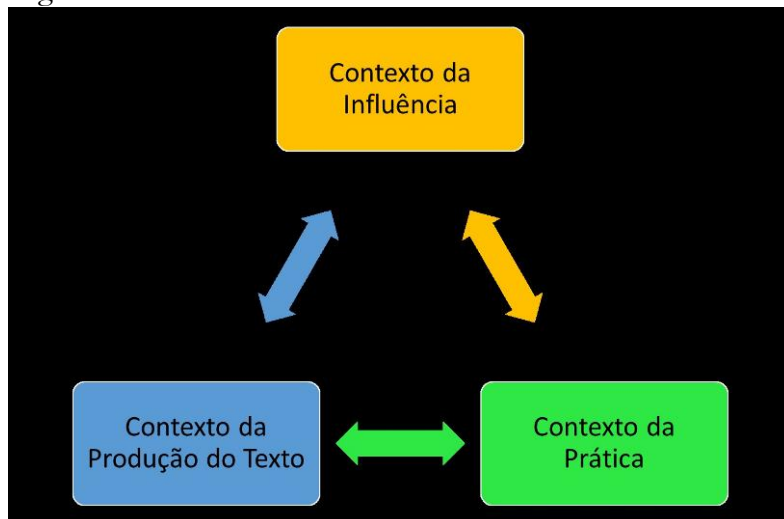 Contexto da
Influência
Contexto da
Produção do Texto
Contexto da
Prática